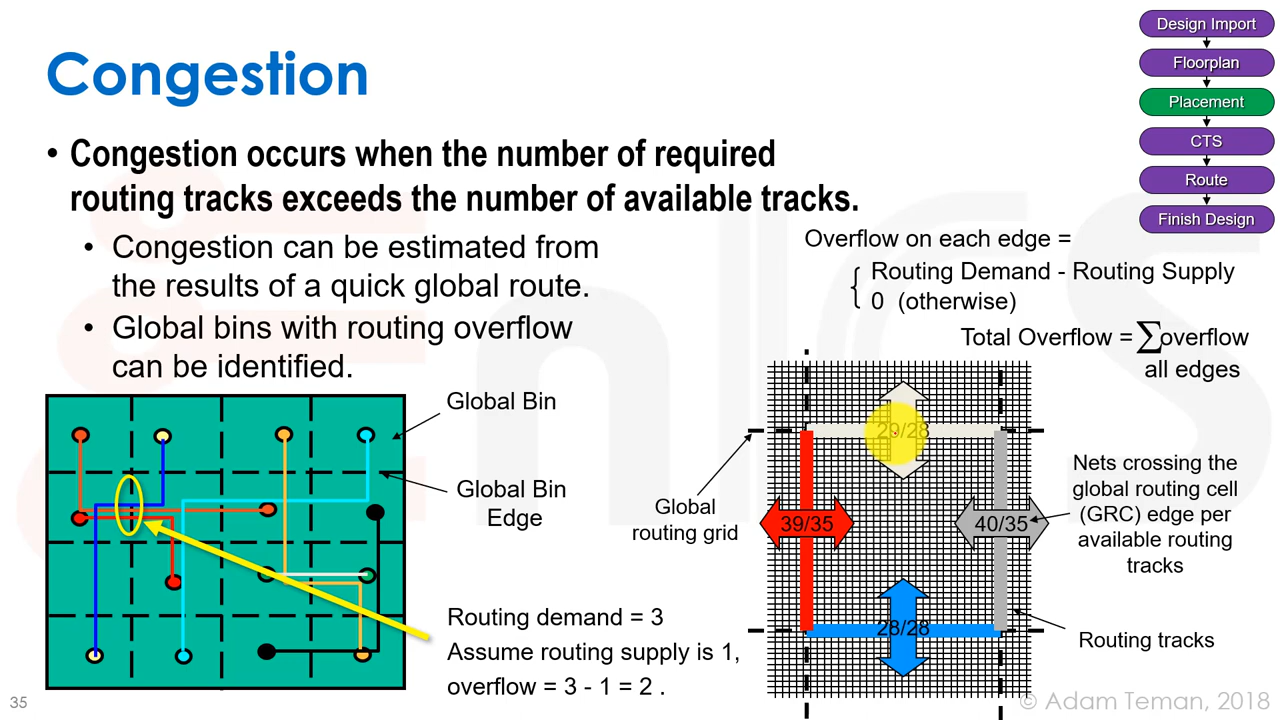 Congestion
• Congestion occurs when the number of required
routing tracks exceeds the number of available tracks.
• Congestion can be estimated from
the results of a quick global route.
• Global bins with routing overflow
can be identified.
Design Import
Floorplan
Placement
CTS
Route
Finish Design
Overflow on each edge =
{ Routing Demand - Routing Supply
0 (otherwise)
Total Overflow = ∑overflow
all edges
Global Bin
Global Bin
Edge
Routing demand = 3
Assume routing supply is 1,
overflow = 3 - 1 = 2 .
Global
routing grid
29/28
39/35
40/35
28/28
Nets crossing the
global routing cell
(GRC) edge per
available routing
tracks
Routing tracks
35
© Adam Teman, 2018